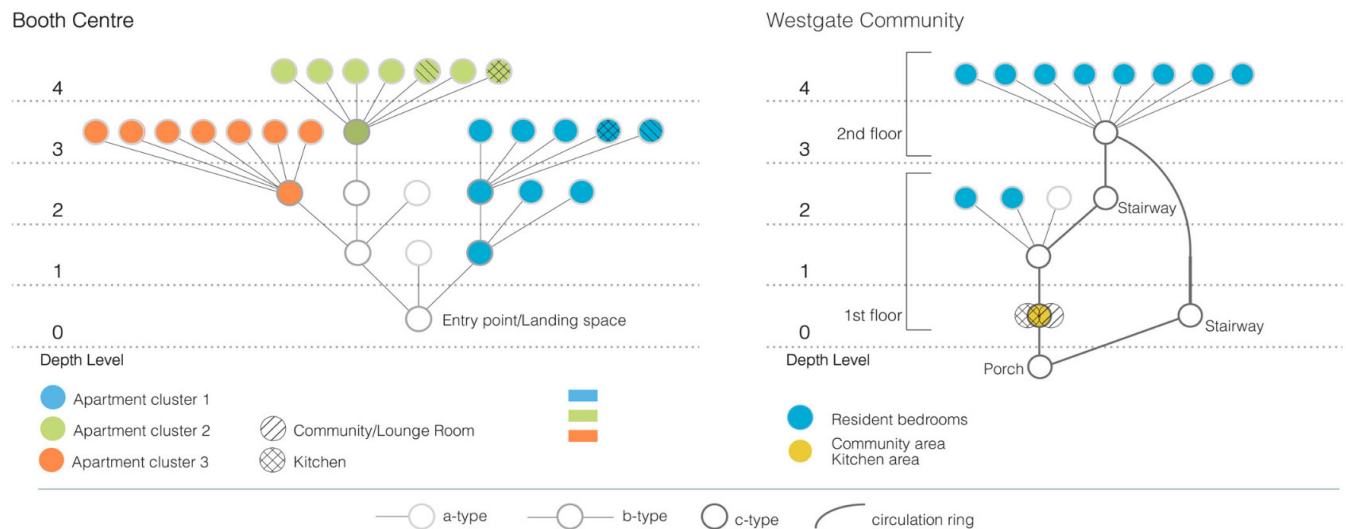 Booth Centre
4
3
2
1
0
Entry point/Landing space
Depth Level
Apartment cluster 1
Apartment cluster 2
Apartment cluster 3
Community/Lounge Room
Kitchen
Westgate Community
4
3
2
1
0
2nd floor
1st floor
Stairway
Stairway
Porch
Depth Level
Resident bedrooms
Community area
Kitchen area
a-type
b-type
c-type
circulation ring